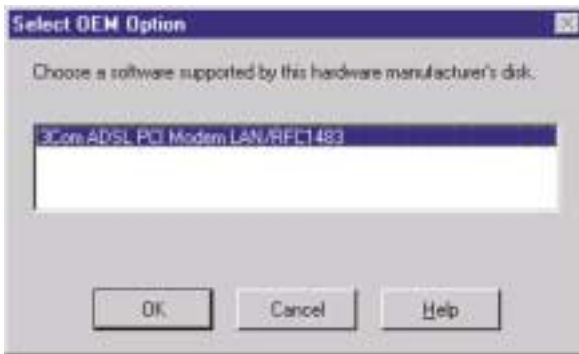 Select OEM Option
Choose a software supported by this hardware manufacturer's disk.
3Com ADSL PCI Modem LAN/RFC1483
OK
Cancel
Help